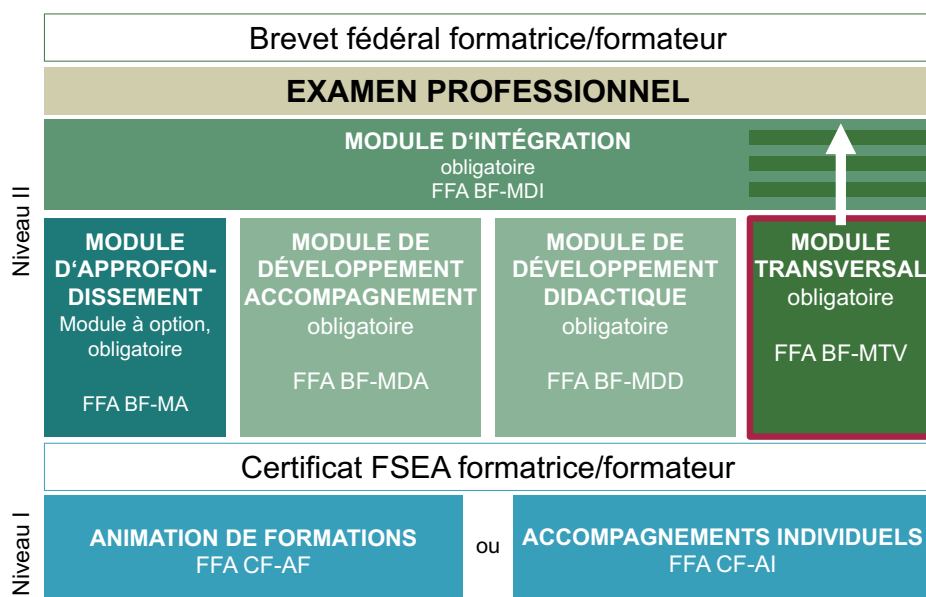 Brevet fédéral formatrice/formateur
EXAMEN PROFESSIONNEL
MODULE D‘INTÉGRATION
obligatoire
FFA BF-MDI
Niveau II
MODULE
D‘APPROFON-
DISSEMENT
Module à option,
obligatoire
FFA BF-MA
MODULE DE
DÉVELOPPEMENT
ACCOMPAGNEMENT
obligatoire
FFA BF-MDA
MODULE DE
DÉVELOPPEMENT
DIDACTIQUE
obligatoire
FFA BF-MDD
MODULE
TRANSVERSAL
obligatoire
FFA BF-MTV
Certificat FSEA formatrice/formateur
Niveau I
ANIMATION DE FORMATIONS
FFA CF-AF
ou
ACCOMPAGNEMENTS INDIVIDUELS
FFA CF-AI